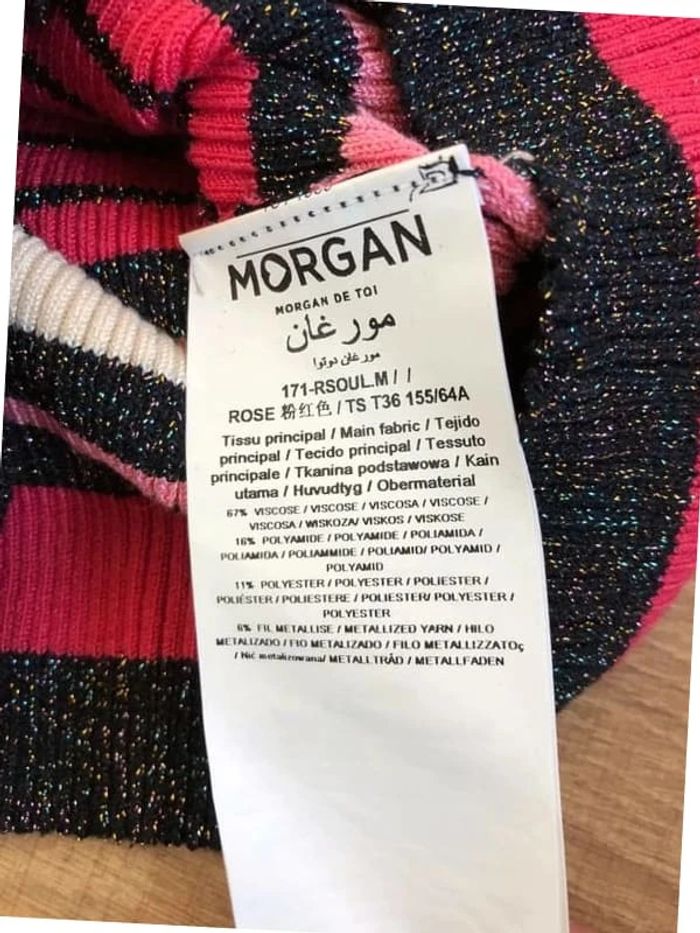 MORGAN
MORGAN DE TOI
مورغان
مورغان دوتوا
171-RSOUL.M / /
ROSE 粉红色 / TS T36 155/64A
Tissu principal / Main fabric / Tejido
principal / Tecido principal / Tessuto
principale / Tkanina podstawowa / Kain
utama / Huvudtyg / Obermaterial
67% VISCOSE / VISCOSE / VISCOSA / VISCOSE /
VISCOSA / WISKOZA/ VISKOS / VISKOSE
16% POLYAMIDE / POLYAMIDE / POLIAMIDA /
POLIAMIDA / POLIAMMIDE / POLIAMID/ POLYAMID /
POLYAMID
11% POLYESTER / POLYESTER / POLIESTER /
POLIÉSTER / POLIESTERE / POLIESTER/ POLYESTER /
POLYESTER
6% FIL METALLISE / METALLIZED YARN / HILO
METALIZADO / FIO METALIZADO / FILO METALLIZZATOç
/ Nić metalizowana/ METALLTRÅD / METALLFADEN